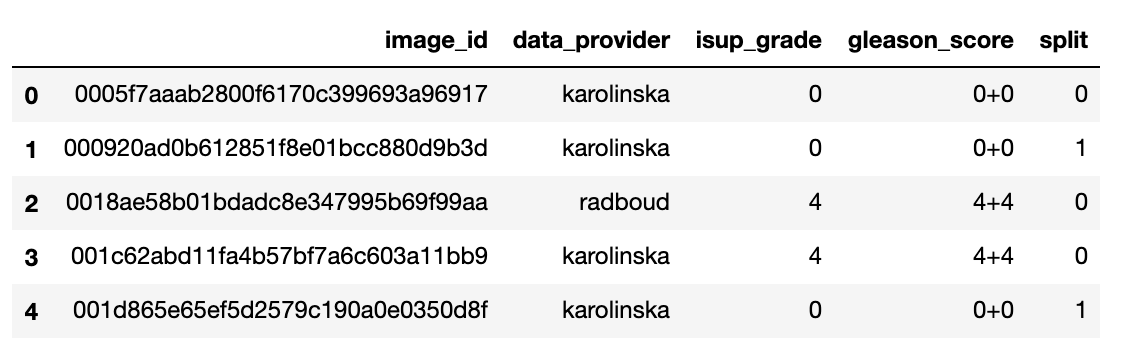 image_id data_provider isup_grade gleason_score split
0 0005f7aaab2800f6170c399693a96917 karolinska 0 0+0 0
1 000920ad0b612851f8e01bcc880d9b3d karolinska 0 0+0 1
2 0018ae58b01bdadc8e347995b69f99aa radboud 4 4+4 0
3 001c62abd11fa4b57bf7a6c603a11bb9 karolinska 4 4+4 0
4 001d865e65ef5d2579c190a0e0350d8f karolinska 0 0+0 1